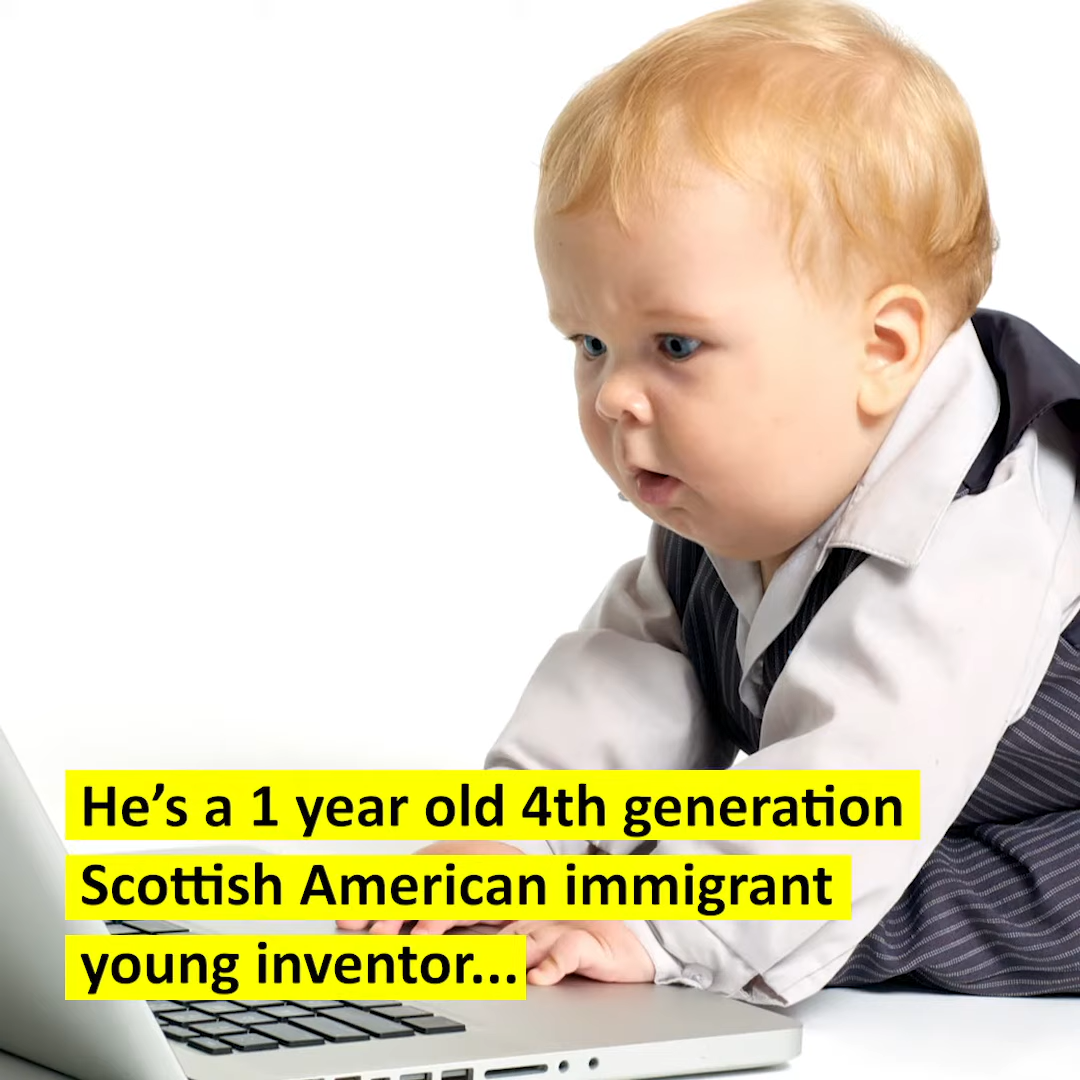 He’s a 1 year old 4th generation
Scottish American immigrant
young inventor...